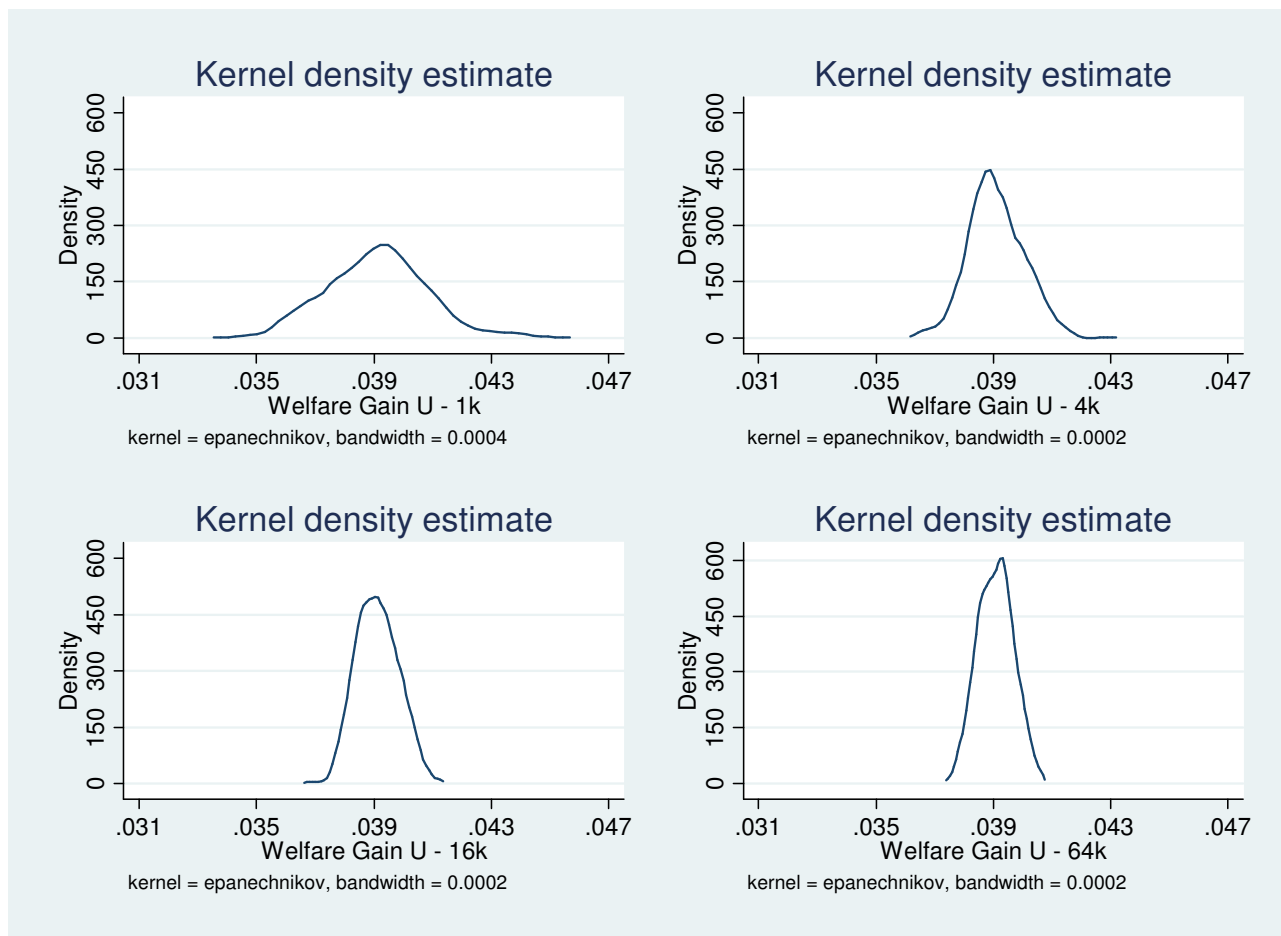 Kernel density estimate
600
450
300
150
0
Density
.031 .035 .039 .043 .047
Welfare Gain U - 1k
kernel = epanechnikov, bandwidth = 0.0004
Kernel density estimate
600
450
300
150
0
Density
.031 .035 .039 .043 .047
Welfare Gain U - 4k
kernel = epanechnikov, bandwidth = 0.0002
Kernel density estimate
600
450
300
150
0
Density
.031 .035 .039 .043 .047
Welfare Gain U - 16k
kernel = epanechnikov, bandwidth = 0.0002
Kernel density estimate
600
450
300
150
0
Density
.031 .035 .039 .043 .047
Welfare Gain U - 64k
kernel = epanechnikov, bandwidth = 0.0002